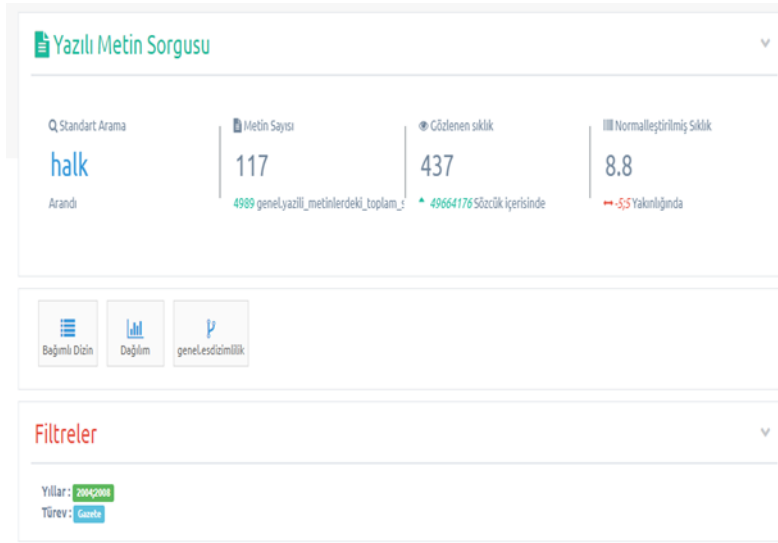 Yazılı Metin Sorgusu
Standart Arama
halk
Arandı
Metin Sayısı
117
4989 genel.yazili_metinlerdeki_toplam_s
Gözlenen sıklık
437
49664176 Sözcük içerisinde
Normalleştirilmiş Sıklık
8.8
-5;5 Yakınlığında
Bağımlı Dizin
Dağılım
genel.esdizimlilik
Filtreler
Yıllar : 2004;2008
Türev : Gazete